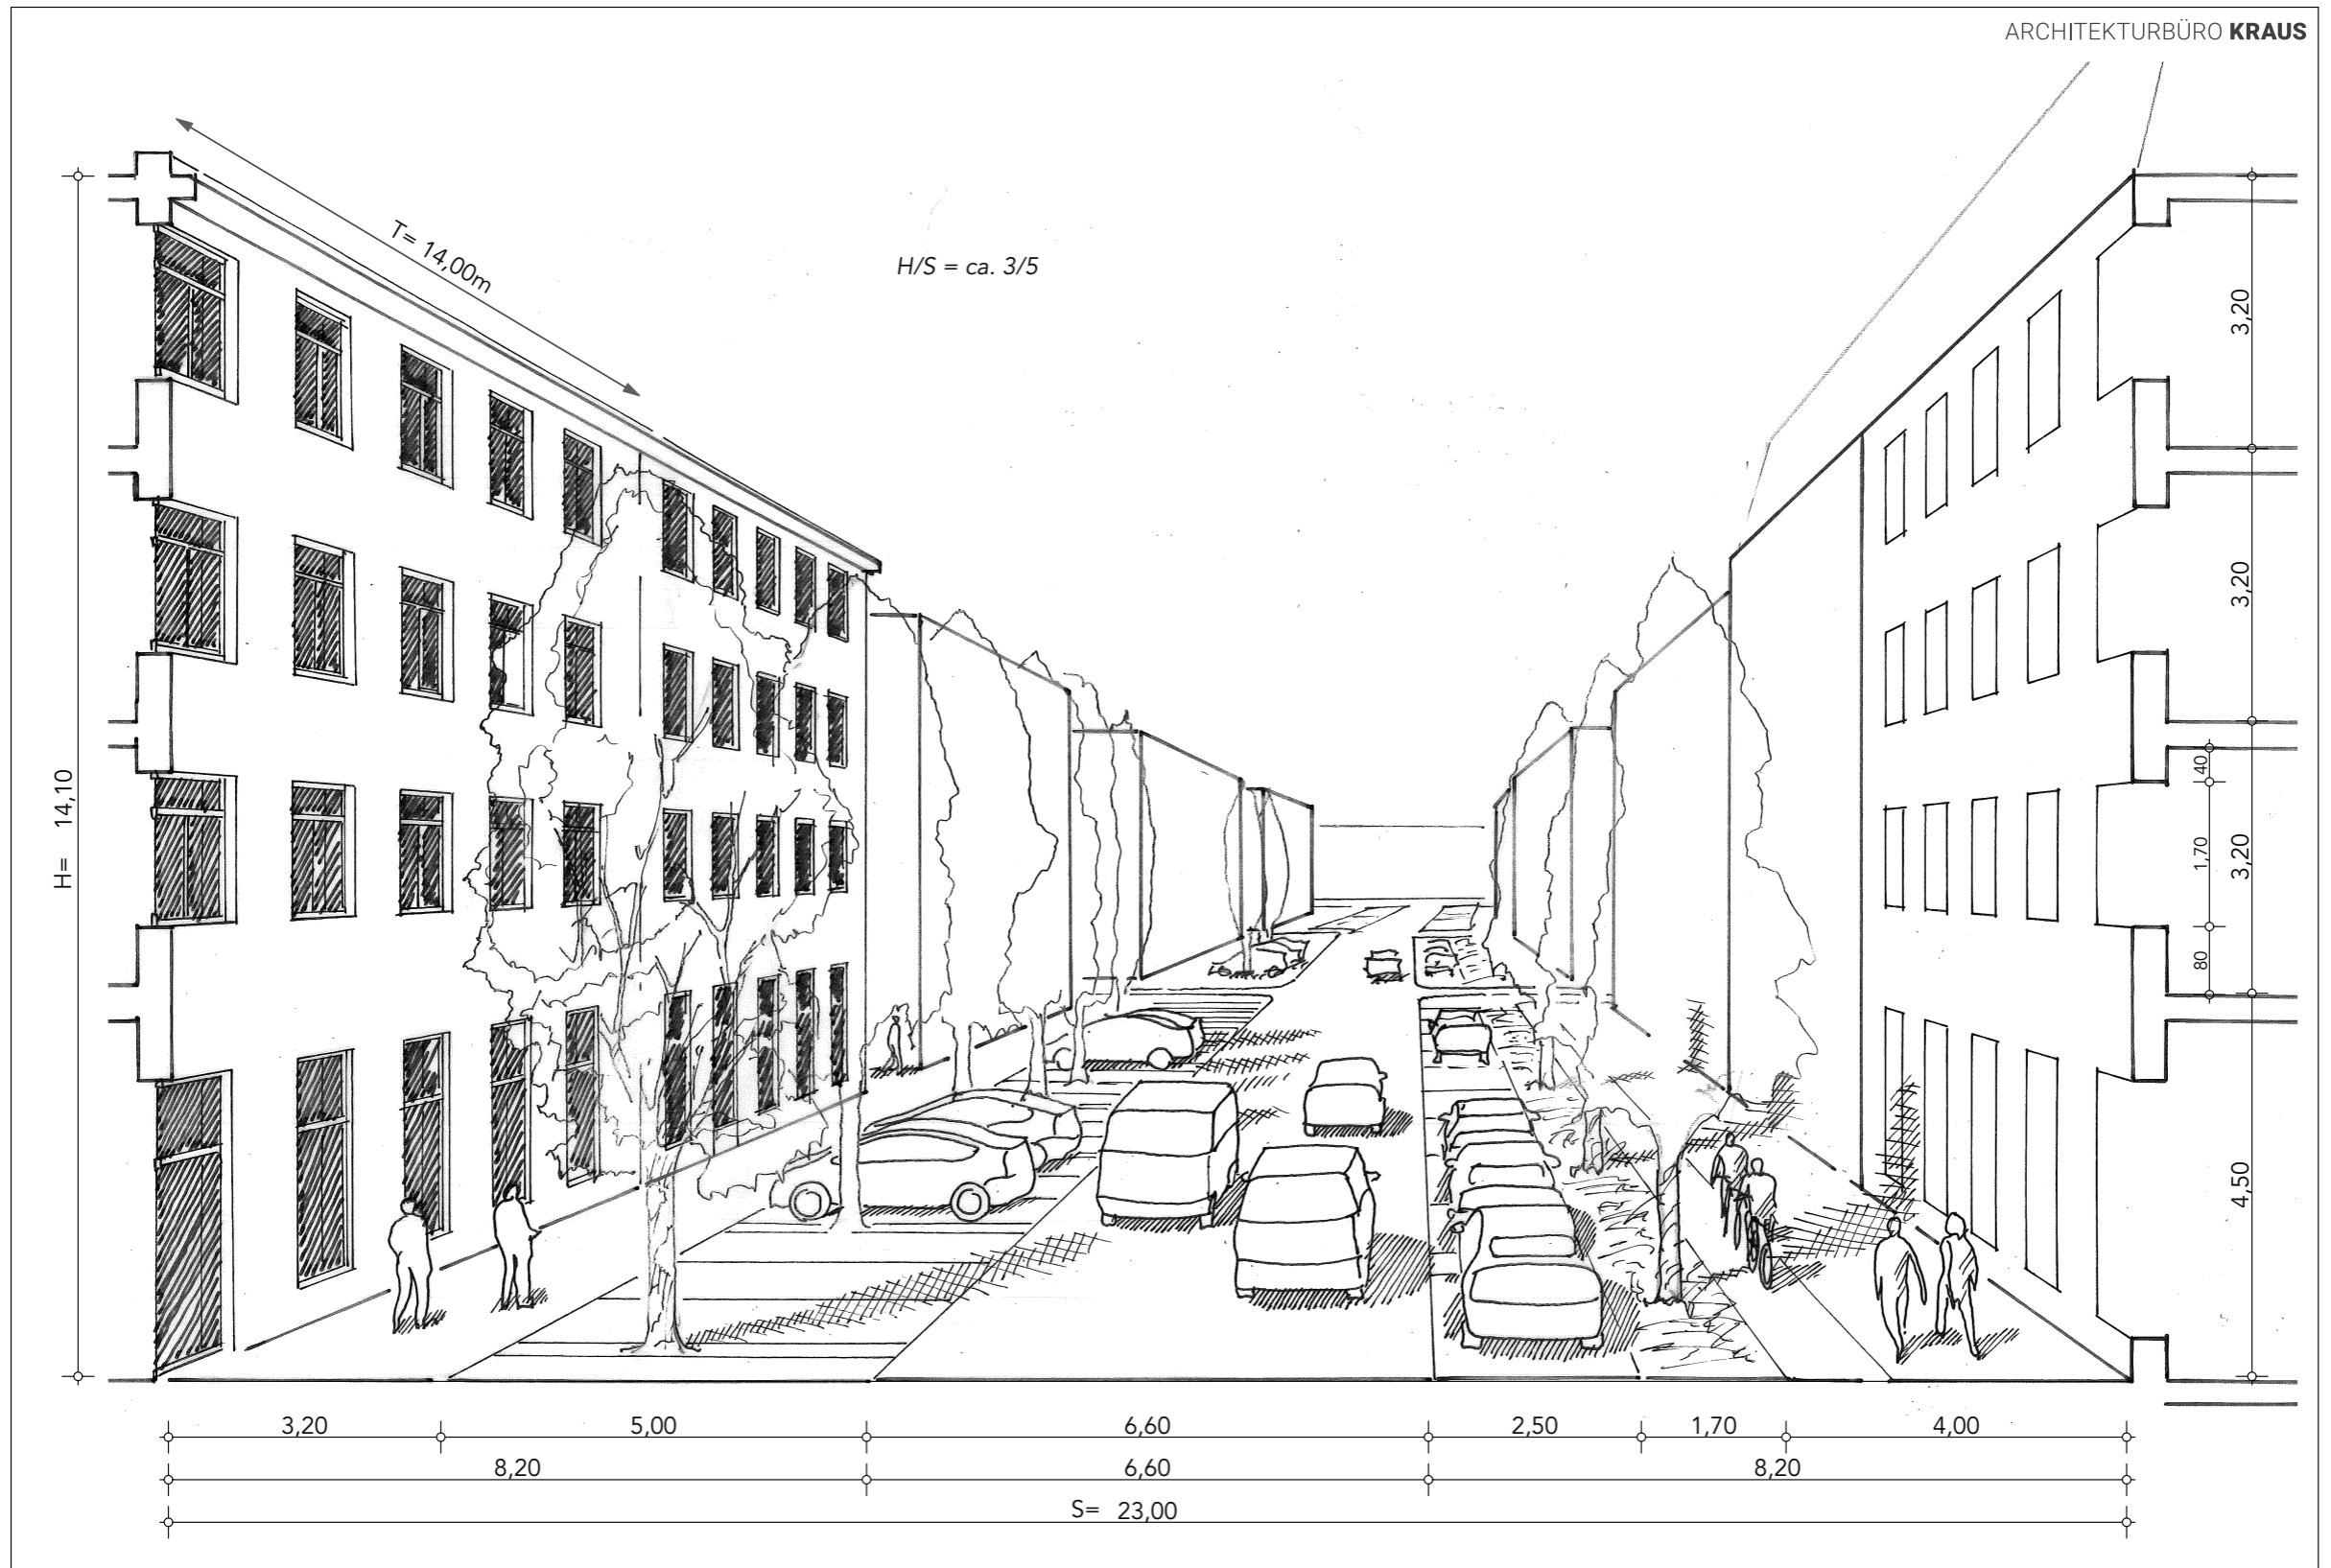 ARCHITEKTURBÜRO KRAUS
T= 14,00m
H/S = ca. 3/5
H= 14,10
3,20
3,20
40
1,70
3,20
80
4,50
3,20 5,00 6,60 2,50 1,70 4,00
8,20 6,60 8,20
S= 23,00